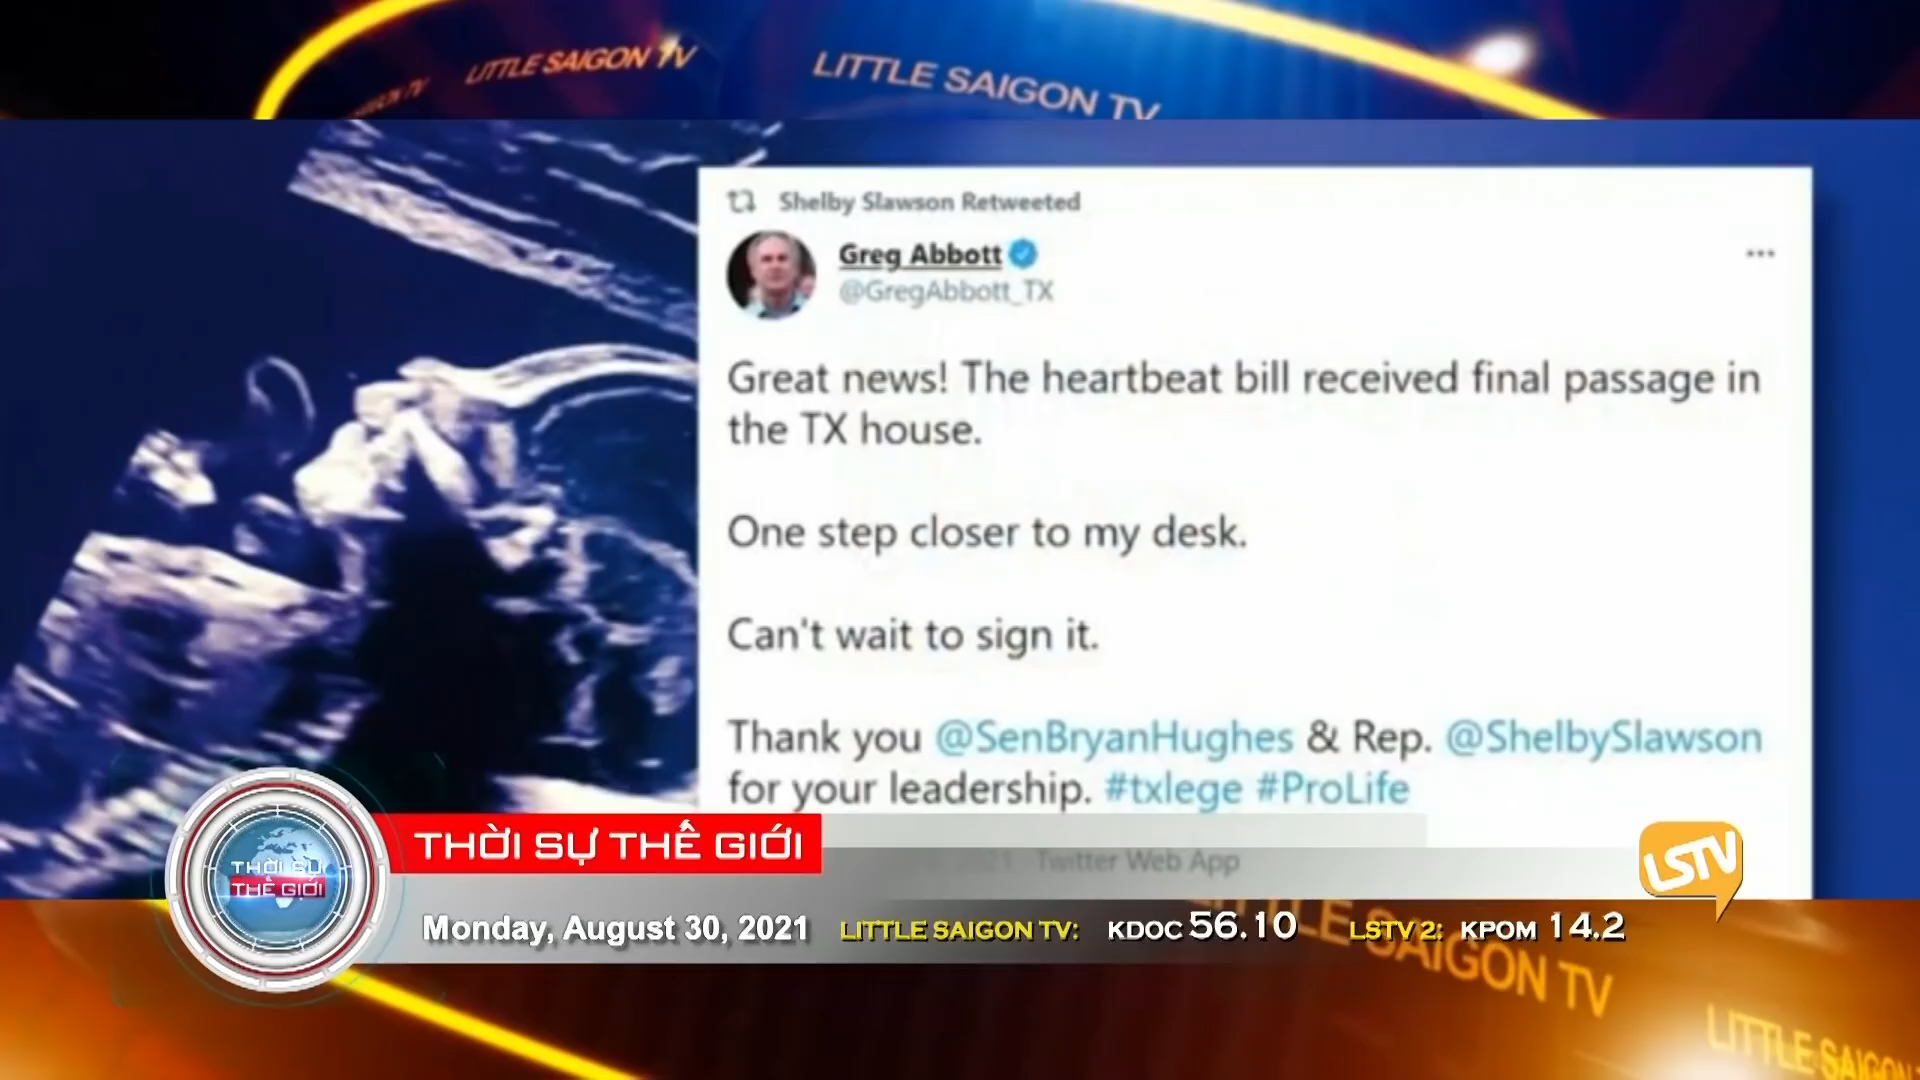 LITTLE SAIGON TV
LITTLE SAIGON TV
Shelby Slawson Retweeted
Greg Abbott
@GregAbbott_TX
Great news! The heartbeat bill received final passage in
the TX house.
One step closer to my desk.
Can't wait to sign it.
Thank you @SenBryanHughes & Rep. @ShelbySlawson
for your leadership. #txlege #ProLife
Twitter Web App
THỜI SỰ THẾ GIỚI
THỜI SỰ
THẾ GIỚI
LSTV
Monday, August 30, 2021 LITTLE SAIGON TV: KDOC 56.10 LSTV 2: KPOM 14.2
SAIGON TV
LITTLE SAIGON